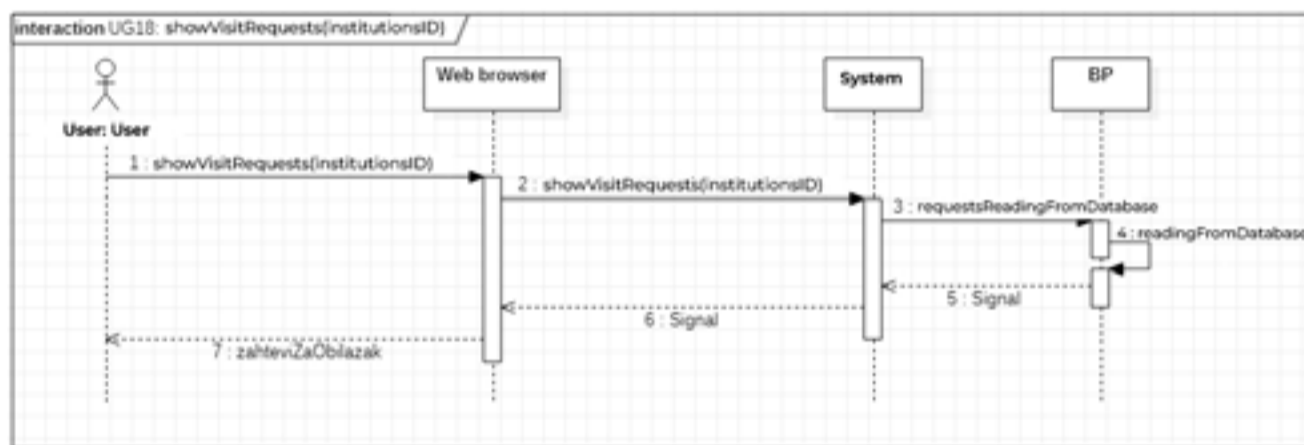 interaction UG18: showVisitRequests(institutionsID)
Web browser
System
BP
User: User
1 : showVisitRequests(institutionsID)
2 : showVisitRequests(institutionsID)
3 : requestsReadingFromDatabase
4 : readingFromDatabase
5 : Signal
6 : Signal
7 : zahteviZaObilazak